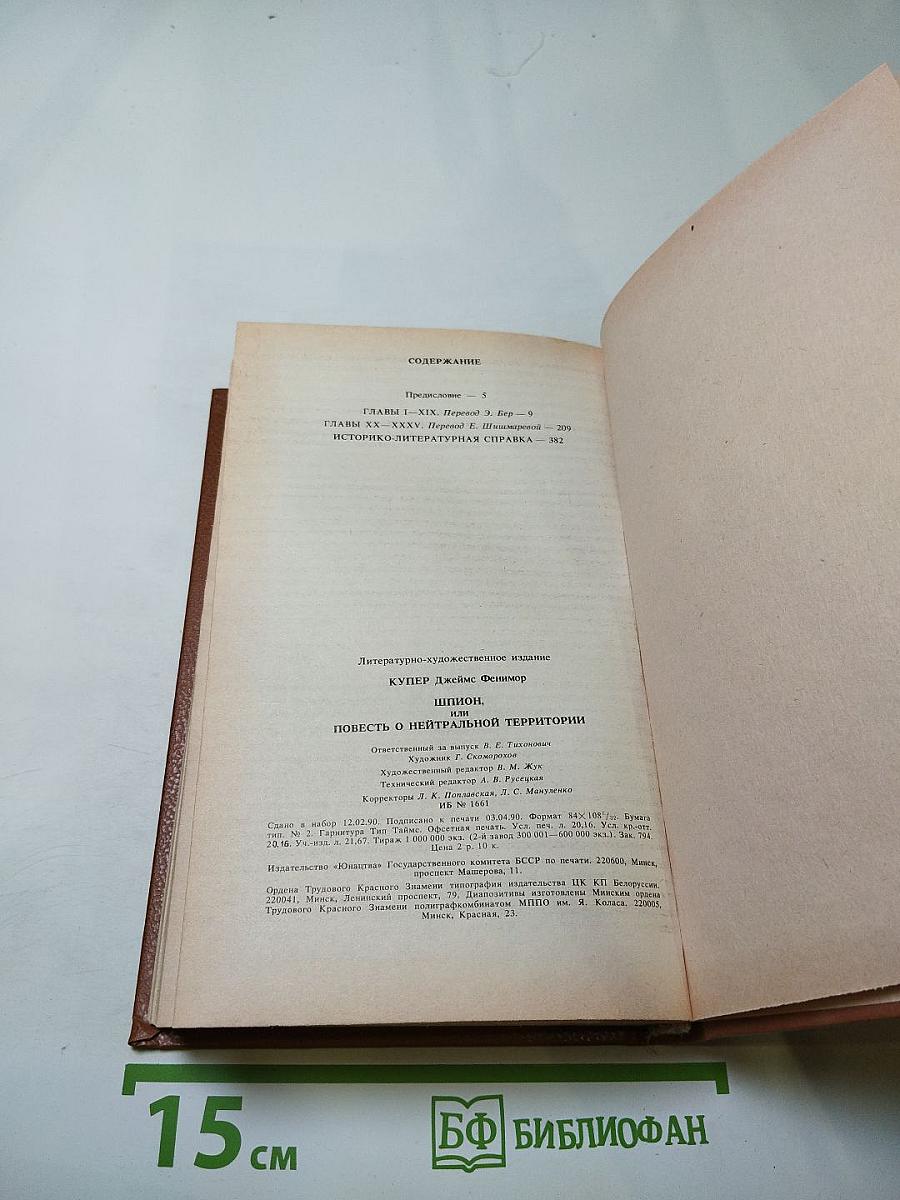 СОДЕРЖАНИЕ
Предисловие — 5
ГЛАВЫ I—XIX. Перевод Э. Бер — 9
ГЛАВЫ XX—XXXV. Перевод Е. Шишмаревой — 209
ИСТОРИКО-ЛИТЕРАТУРНАЯ СПРАВКА — 382
Литературно-художественное издание
КУПЕР Джеймс Фенимор
ШПИОН,
или
ПОВЕСТЬ О НЕЙТРАЛЬНОЙ ТЕРРИТОРИИ
Ответственный за выпуск В. Е. Тихонович
Художник Г. Скоморохов
Художественный редактор В. М. Жук
Технический редактор А. В. Русецкая
Корректоры Л. К. Поплавская, Л. С. Мануленко
ИБ № 1661
Сдано в набор 12.02.90. Подписано к печати 03.04.90. Формат 84×108¹/₃₂. Бумага
тип. № 2. Гарнитура Тип Таймс. Офсетная печать. Усл. печ. л. 20,16. Усл. кр.-отт.
20,16. Уч.-изд. л. 21,67. Тираж 1 000 000 экз. (2-й завод 300 001—600 000 экз.). Зак. 794
Цена 2 р. 10 к.
Издательство «Юнацтва» Государственного комитета БССР по печати. 220600, Минск,
проспект Машерова, 11.
Ордена Трудового Красного Знамени типография издательства ЦК КП Белоруссии.
220041, Минск, Ленинский проспект, 79. Диапозитивы изготовлены Минским ордена
Трудового Красного Знамени полиграфкомбинатом МППО им. Я. Коласа. 220005,
Минск, Красная, 23.
15 см
БФ БИБЛИОФАН